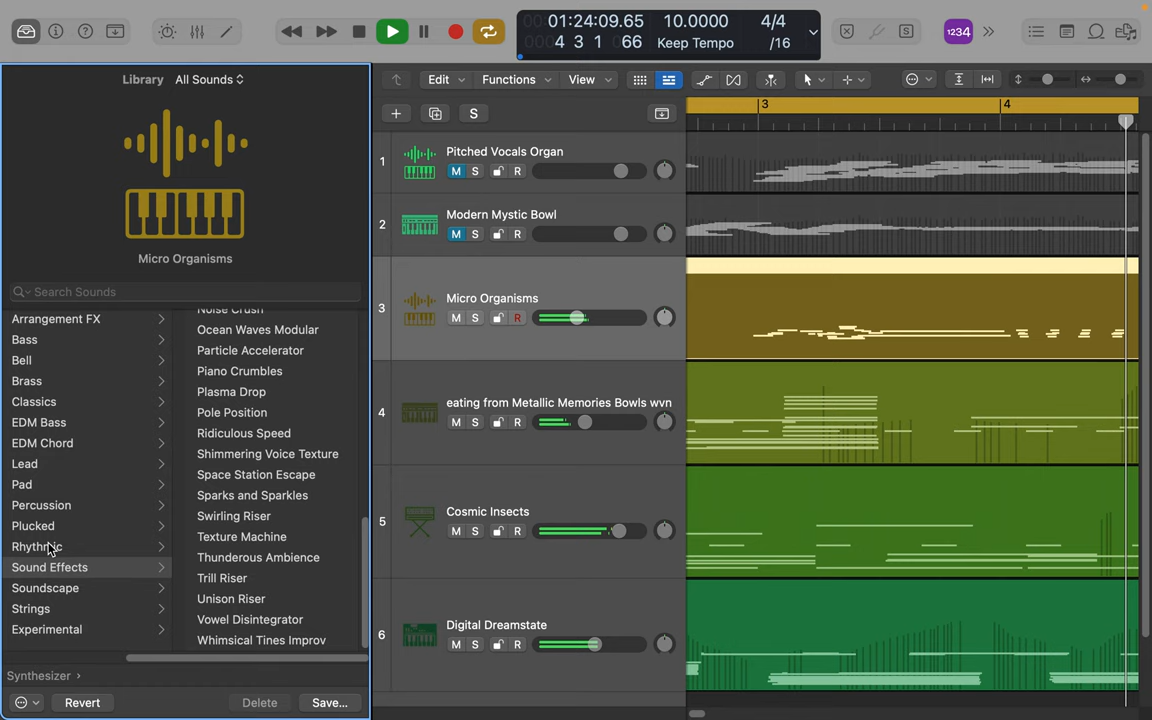 01:24:09.65
10.0000
4/4
4 3 1 066
Keep Tempo
/16
1234
Library All Sounds
Edit
Functions
View
3
4
S
Micro Organisms
Search Sounds
1
Pitched Vocals Organ
M S R
2
Modern Mystic Bowl
M S R
3
Micro Organisms
M S R
4
eating from Metallic Memories Bowls wvn
M S R
5
Cosmic Insects
M S R
6
Digital Dreamstate
M S R
Arrangement FX
Bass
Bell
Brass
Classics
EDM Bass
EDM Chord
Lead
Pad
Percussion
Plucked
Rhythmic
Sound Effects
Soundscape
Strings
Experimental
Noise Crush
Ocean Waves Modular
Particle Accelerator
Piano Crumbles
Plasma Drop
Pole Position
Ridiculous Speed
Shimmering Voice Texture
Space Station Escape
Sparks and Sparkles
Swirling Riser
Texture Machine
Thunderous Ambience
Trill Riser
Unison Riser
Vowel Disintegrator
Whimsical Tines Improv
Synthesizer
Revert
Delete
Save...